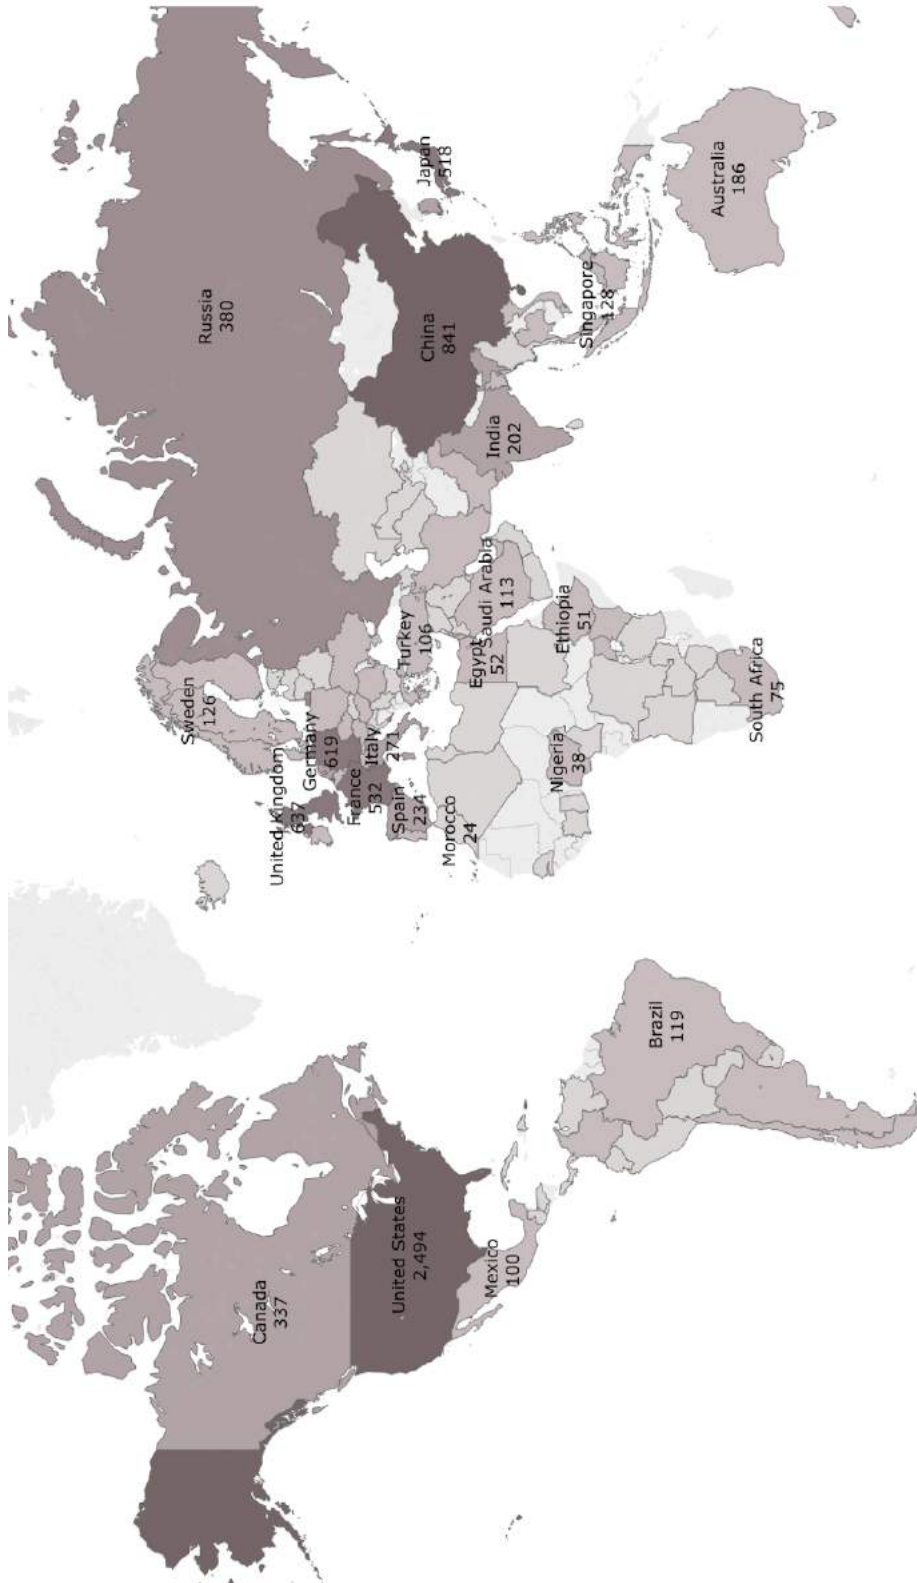 Canada
337
United States
2,494
Mexico
100
Brazil
119
Sweden
126
United Kingdom
637
Germany
619
France
532
Italy
271
Spain
234
Morocco
24
Turkey
106
Egypt
52
Saudi Arabia
113
Nigeria
38
Ethiopia
51
South Africa
75
Russia
380
China
841
Japan
518
India
202
Singapore
128
Australia
186